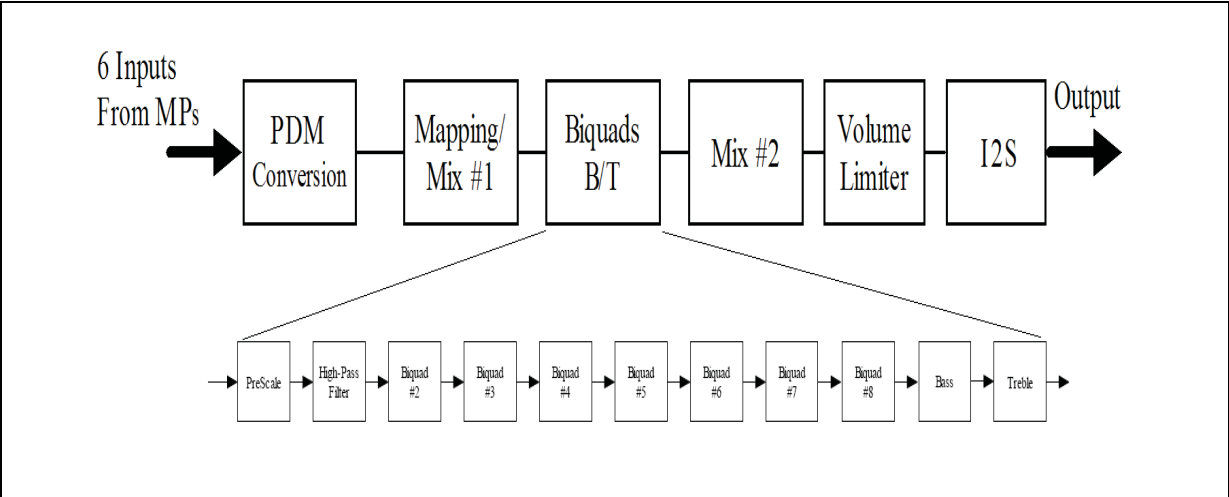 6 Inputs
From MPs
PDM
Conversion
Mapping/
Mix #1
Biquads
B/T
Mix #2
Volume
Limiter
I2S
Output
PreScale
High-Pass
Filter
Biquad
#2
Biquad
#3
Biquad
#4
Biquad
#5
Biquad
#6
Biquad
#7
Biquad
#8
Bass
Treble